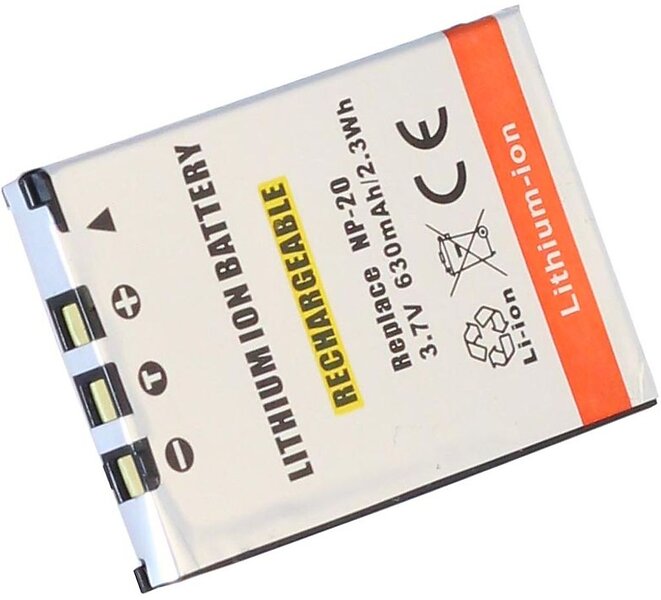 LITHIUM ION BATTERY
RECHARGEABLE
Replace NP-20
3.7V 630mAh/2.3Wh
CE
Li-ion
Lithium-ion
+
T
-